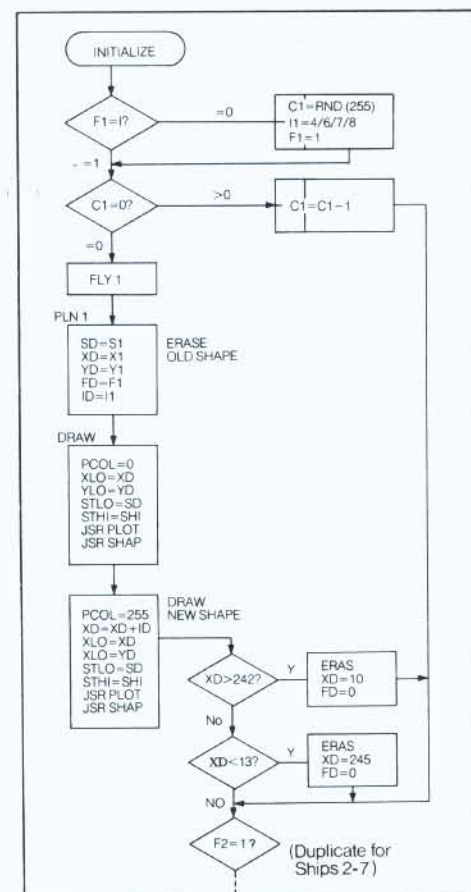 INITIALIZE
F1=I?
=0
C1=RND (255)
I1=4/6/7/8
F1=1
- =1
C1=0?
>0
C1=C1-1
=0
FLY 1
PLN 1
SD=S1
XD=X1
YD=Y1
FD=F1
ID=I1
ERASE
OLD SHAPE
DRAW
PCOL=0
XLO=XD
YLO=YD
STLO=SD
STHI=SHI
JSR PLOT
JSR SHAP
PCOL=255
XD=XD+ID
XLO=XD
XLO=YD
STLO=SD
STHI=SHI
JSR PLOT
JSR SHAP
DRAW
NEW SHAPE
XD>242?
Y
ERAS
XD=10
FD=0
No
XD<13?
Y
ERAS
XD=245
FD=0
NO
F2=1?
(Duplicate for
Ships 2-7)